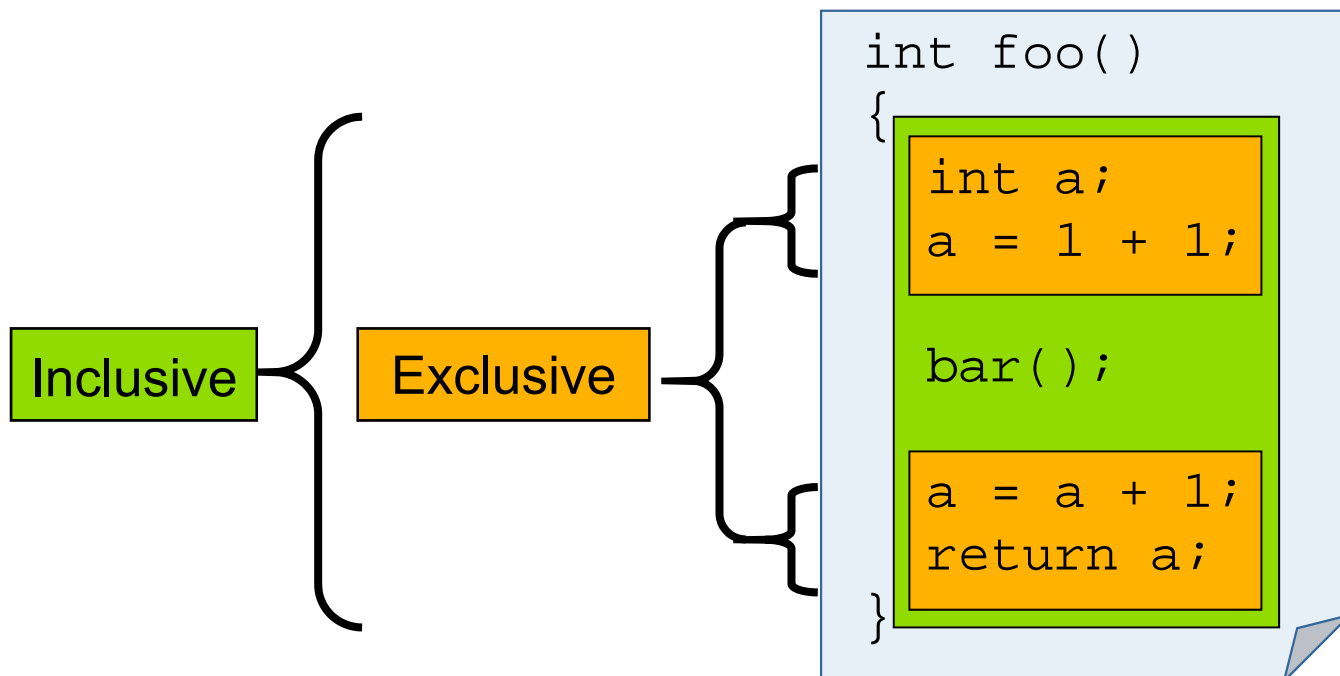 Inclusive
Exclusive
int foo()
{
int a;
a = 1 + 1;
bar();
a = a + 1;
return a;
}